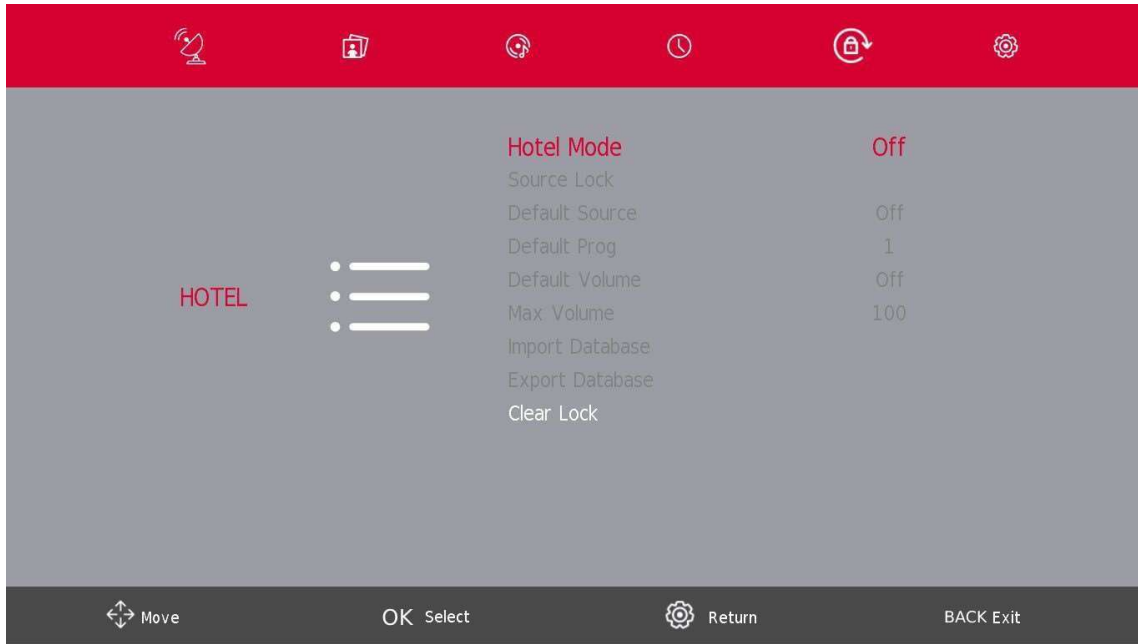 Hotel Mode Off
Source Lock
Default Source Off
Default Prog 1
Default Volume Off
HOTEL
Max Volume 100
Import Database
Export Database
Clear Lock
Move OK Select Return BACK Exit